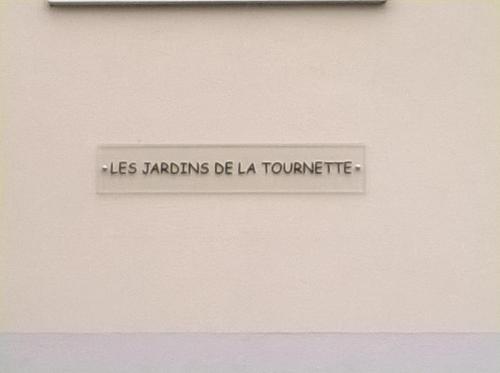 LES JARDINS DE LA TOURNETTE